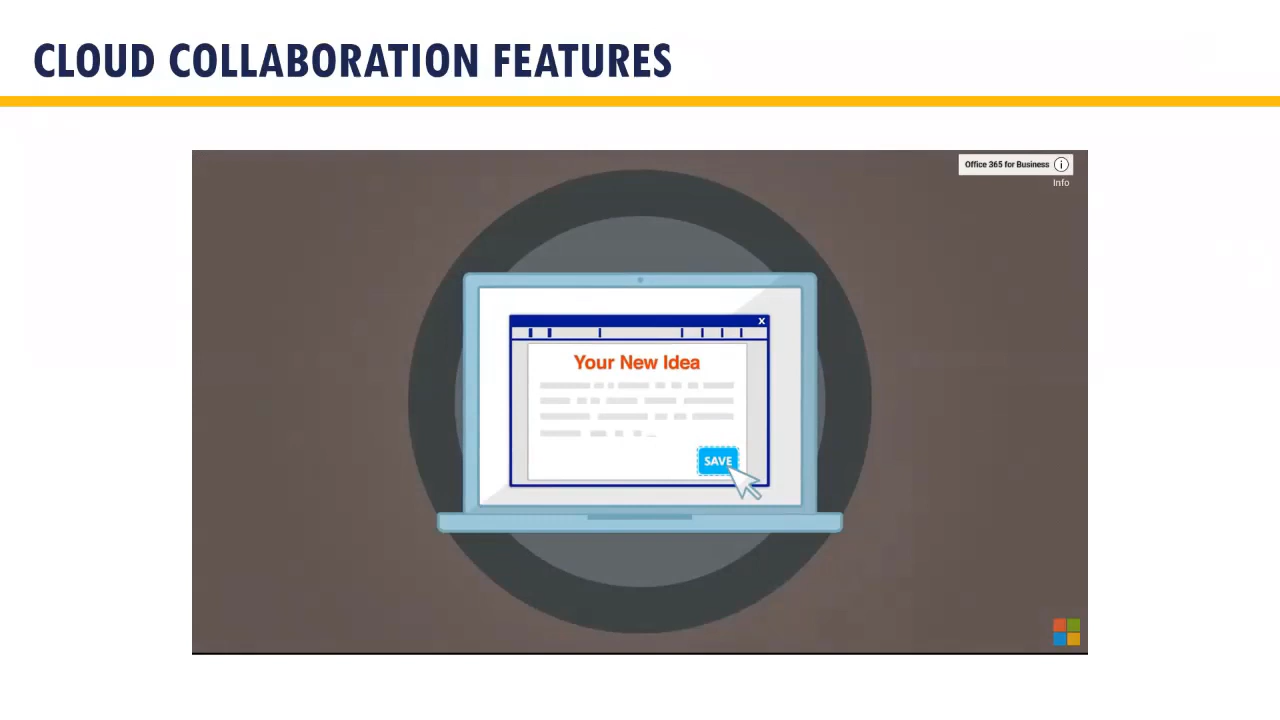 CLOUD COLLABORATION FEATURES
Office 365 for Business i
Info
X
Your New Idea
SAVE